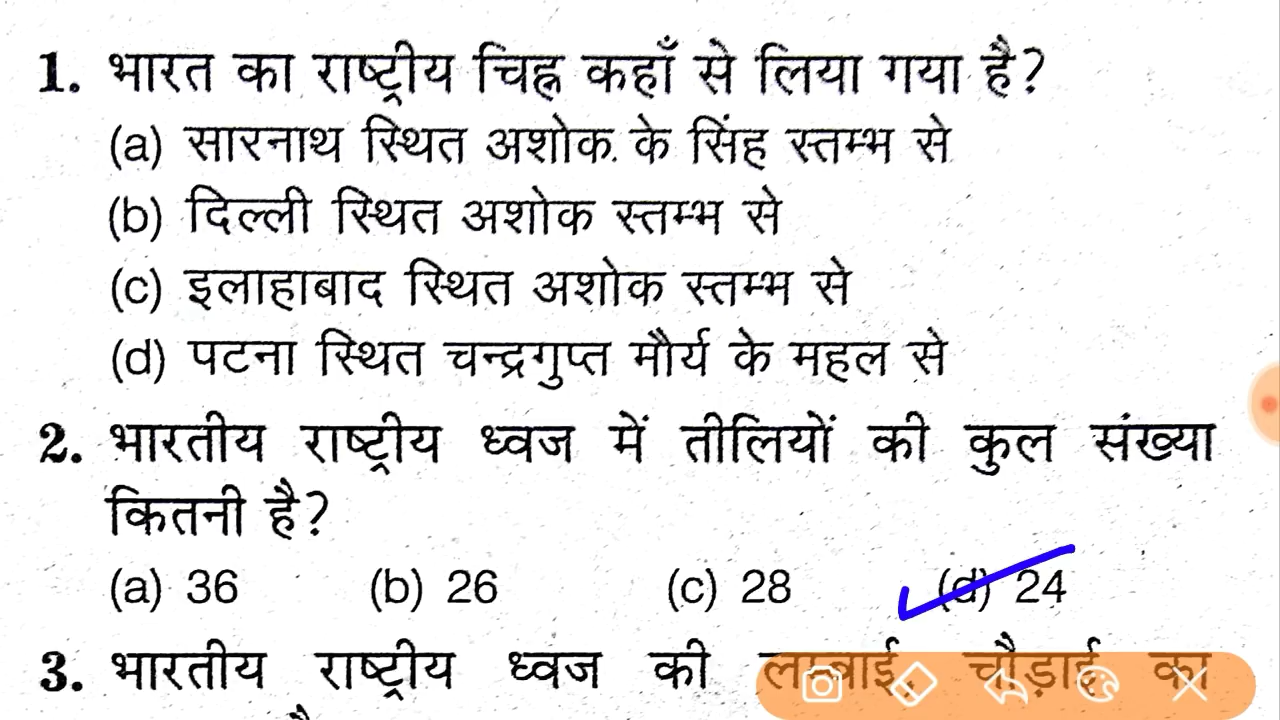 1. भारत का राष्ट्रीय चिह्न कहाँ से लिया गया है?
(a) सारनाथ स्थित अशोक के सिंह स्तम्भ से
(b) दिल्ली स्थित अशोक स्तम्भ से
(c) इलाहाबाद स्थित अशोक स्तम्भ से
(d) पटना स्थित चन्द्रगुप्त मौर्य के महल से
2. भारतीय राष्ट्रीय ध्वज में तीलियों की कुल संख्या
कितनी है?
(a) 36 (b) 26 (c) 28 (d) 24
3. भारतीय राष्ट्रीय ध्वज की लम्बाई, चौड़ाई का